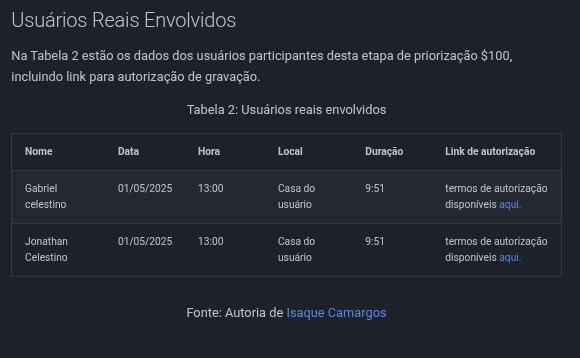 Usuários Reais Envolvidos
Na Tabela 2 estão os dados dos usuários participantes desta etapa de priorização $100,
incluindo link para autorização de gravação.
Tabela 2: Usuários reais envolvidos
Nome Data Hora Local Duração Link de autorização
Gabriel 01/05/2025 13:00 Casa do 9:51 termos de autorização
celestino usuário disponíveis aqui.
Jonathan 01/05/2025 13:00 Casa do 9:51 termos de autorização
Celestino usuário disponíveis aqui.
Fonte: Autoria de Isaque Camargos